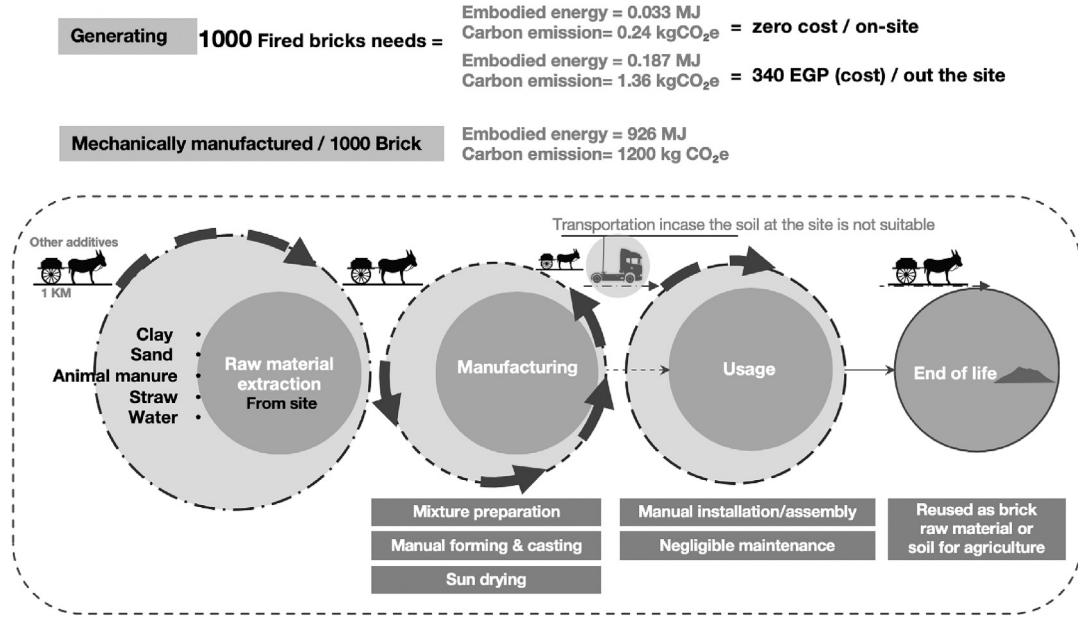 Generating 1000 Fired bricks needs =
Embodied energy = 0.033 MJ
Carbon emission= 0.24 kgCO₂e = zero cost / on-site
Embodied energy = 0.187 MJ
Carbon emission= 1.36 kgCO₂e = 340 EGP (cost) / out the site
Mechanically manufactured / 1000 Brick
Embodied energy = 926 MJ
Carbon emission= 1200 kg CO₂e
Transportation incase the soil at the site is not suitable
Other additives
1 KM
Clay
Sand
Animal manure
Straw
Water
Raw material
extraction
From site
Manufacturing
Usage
End of life
Mixture preparation
Manual forming & casting
Sun drying
Manual installation/assembly
Negligible maintenance
Reused as brick
raw material or
soil for agriculture